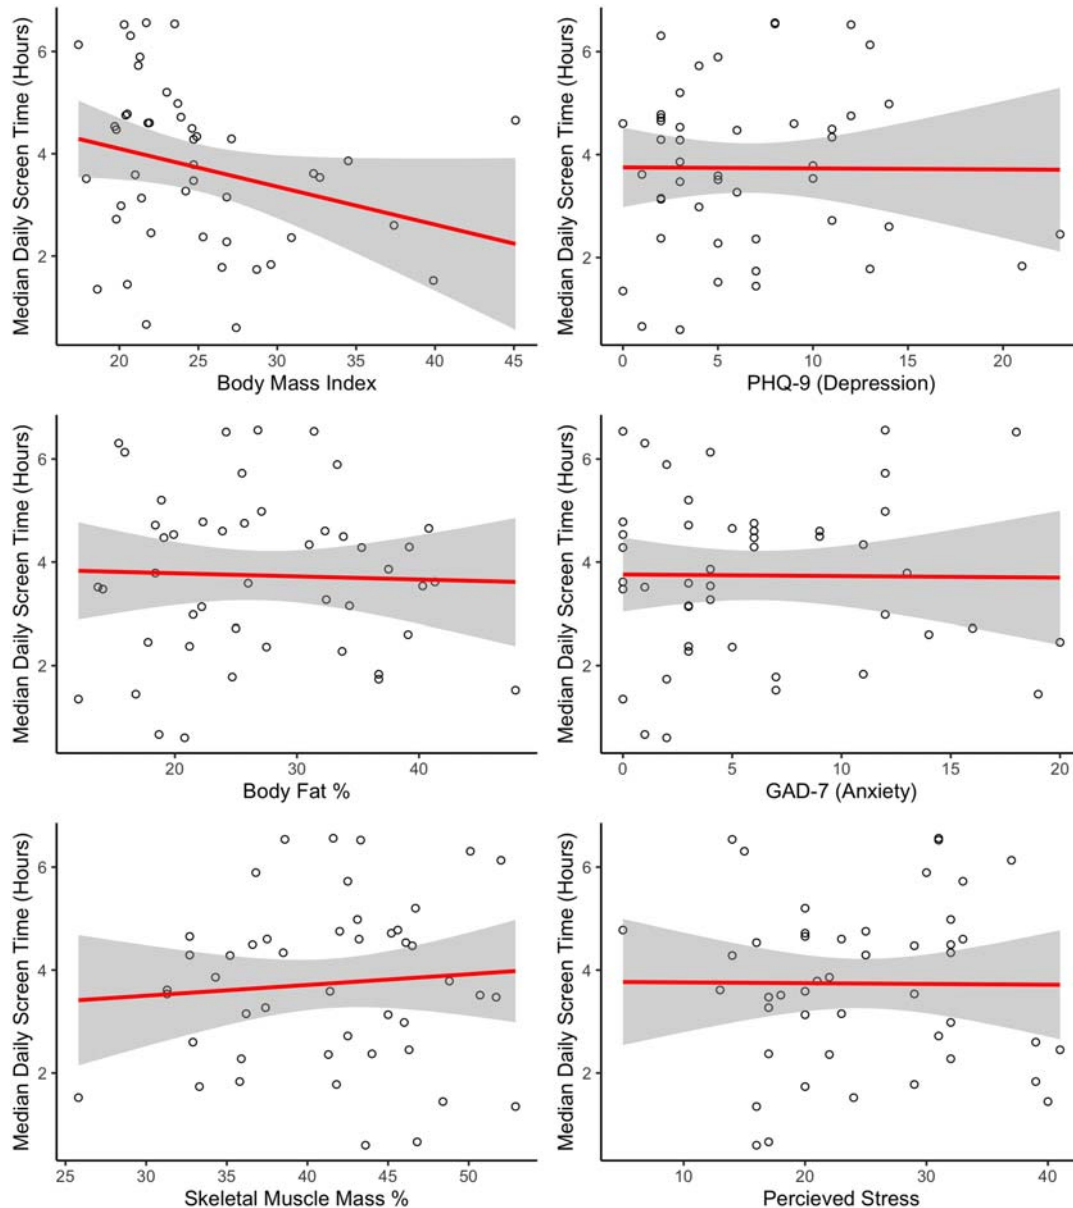 Median Daily Screen Time (Hours)
6
4
2
20 25 30 35 40 45
Body Mass Index
Median Daily Screen Time (Hours)
6
4
2
0 5 10 15 20
PHQ-9 (Depression)
Median Daily Screen Time (Hours)
6
4
2
20 30 40
Body Fat %
Median Daily Screen Time (Hours)
6
4
2
0 5 10 15 20
GAD-7 (Anxiety)
Median Daily Screen Time (Hours)
6
4
2
25 30 35 40 45 50
Skeletal Muscle Mass %
Median Daily Screen Time (Hours)
6
4
2
10 20 30 40
Percieved Stress